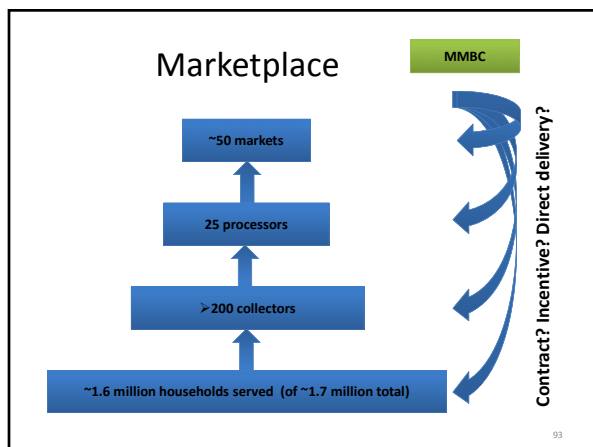 Marketplace
MMBC
~50 markets
25 processors
➢200 collectors
~1.6 million households served (of ~1.7 million total)
Contract? Incentive? Direct delivery?
93